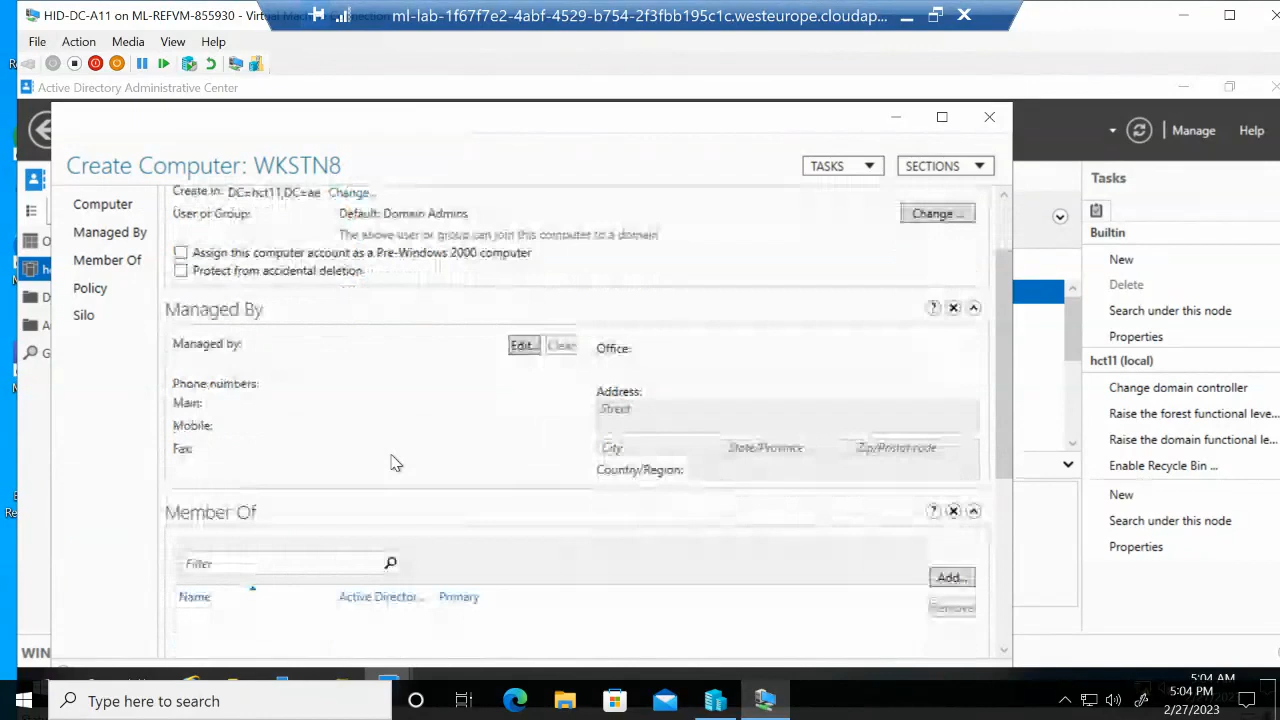 HID-DC-A11 on ML-REFVM-855930 - Virtual Machine Connection
ml-lab-1f67f7e2-4abf-4529-b754-2f3fbb195c1c.westeurope.cloudap...
File Action Media View Help
Active Directory Administrative Center
Manage Help
Create Computer: WKSTN8
TASKS
SECTIONS
Computer
Managed By
Member Of
Policy
Silo
Create in: DC=hct11,DC=ae Change...
User or Group: Default: Domain Admins
Change...
The above user or group can join this computer to a domain
Assign this computer account as a Pre-Windows 2000 computer
Protect from accidental deletion
Managed By
Managed by:
Edit... Clear
Office:
Phone numbers:
Main:
Mobile:
Fax:
Address:
Street
City State/Province Zip/Postal code
Country/Region:
Member Of
Filter
Name Active Director... Primary
Add...
Remove
Tasks
Builtin
New
Delete
Search under this node
Properties
hct11 (local)
Change domain controller
Raise the forest functional leve...
Raise the domain functional le...
Enable Recycle Bin ...
New
Search under this node
Properties
WIN
5:04 AM
Type here to search
5:04 PM
2/27/2023